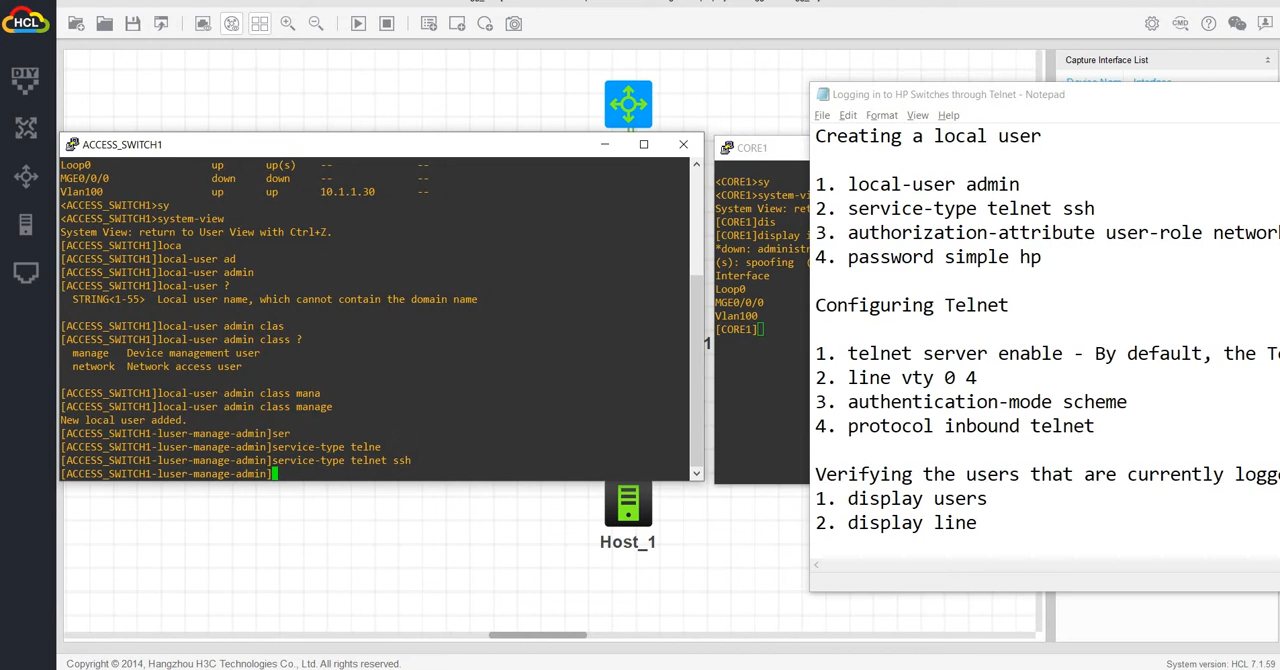 HCL
DIY
CMD
Capture Interface List
Device Name Interface
ACCESS_SWITCH1
Loop0 up up(s) -- --
MGE0/0/0 down down -- --
Vlan100 up up 10.1.1.30 --
<ACCESS_SWITCH1>sy
<ACCESS_SWITCH1>system-view
System View: return to User View with Ctrl+Z.
[ACCESS_SWITCH1]loca
[ACCESS_SWITCH1]local-user ad
[ACCESS_SWITCH1]local-user admin
[ACCESS_SWITCH1]local-user ?
STRING<1-55> Local user name, which cannot contain the domain name
[ACCESS_SWITCH1]local-user admin clas
[ACCESS_SWITCH1]local-user admin class ?
manage Device management user
network Network access user
[ACCESS_SWITCH1]local-user admin class mana
[ACCESS_SWITCH1]local-user admin class manage
New local user added.
[ACCESS_SWITCH1-luser-manage-admin]ser
[ACCESS_SWITCH1-luser-manage-admin]service-type telne
[ACCESS_SWITCH1-luser-manage-admin]service-type telnet ssh
[ACCESS_SWITCH1-luser-manage-admin]
1
CORE1
<CORE1>sy
<CORE1>system-vi
System View: ret
[CORE1]dis
[CORE1]display i
*down: administr
(s): spoofing (
Interface
Loop0
MGE0/0/0
Vlan100
[CORE1]
Host_1
Logging in to HP Switches through Telnet - Notepad
File Edit Format View Help
Creating a local user
1. local-user admin
2. service-type telnet ssh
3. authorization-attribute user-role network
4. password simple hp
Configuring Telnet
1. telnet server enable - By default, the Te
2. line vty 0 4
3. authentication-mode scheme
4. protocol inbound telnet
Verifying the users that are currently logge
1. display users
2. display line
Copyright © 2014, Hangzhou H3C Technologies Co., Ltd. All rights reserved.
System version: HCL 7.1.59